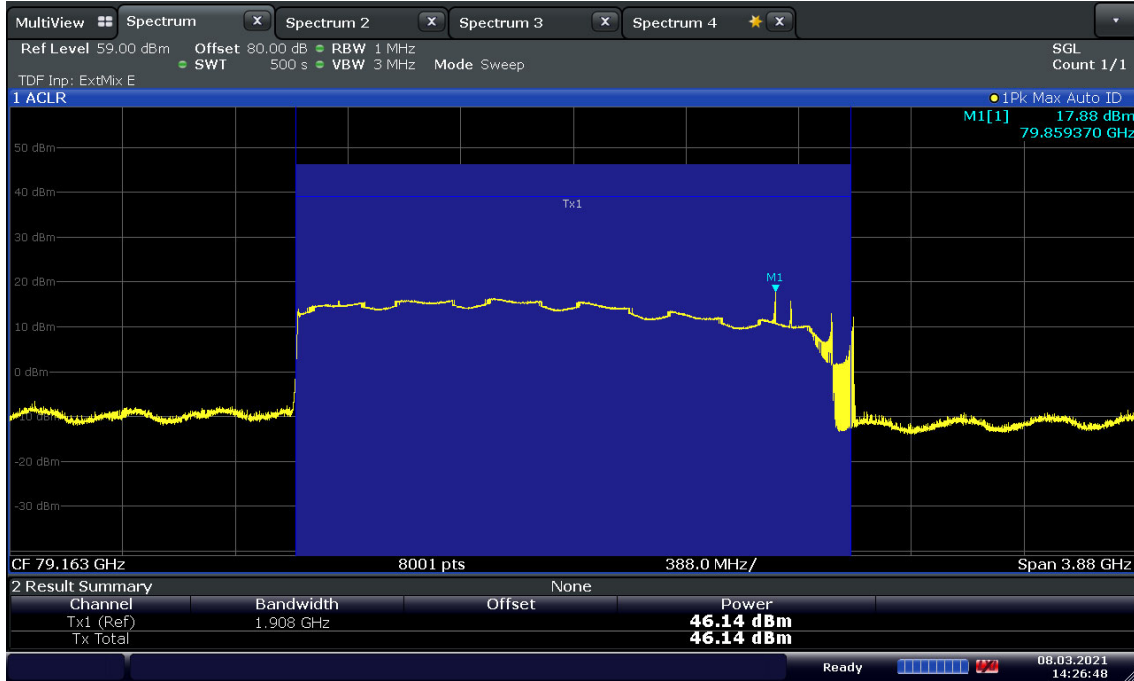 MultiView Spectrum X Spectrum 2 X Spectrum 3 X Spectrum 4 X
Ref Level 59.00 dBm Offset 80.00 dB RBW 1 MHz SGL
SWT 500 s VBW 3 MHz Mode Sweep Count 1/1
TDF Inp: ExtMix E
1 ACLR 1Pk Max Auto ID
M1[1] 17.88 dBm
79.859370 GHz
50 dBm
40 dBm
Tx1
30 dBm
20 dBm
M1
10 dBm
0 dBm
-10 dBm
-20 dBm
-30 dBm
CF 79.163 GHz 8001 pts 388.0 MHz/ Span 3.88 GHz
2 Result Summary None
Channel Bandwidth Offset Power
Tx1 (Ref) 1.908 GHz 46.14 dBm
Tx Total 46.14 dBm
Ready 08.03.2021
14:26:48